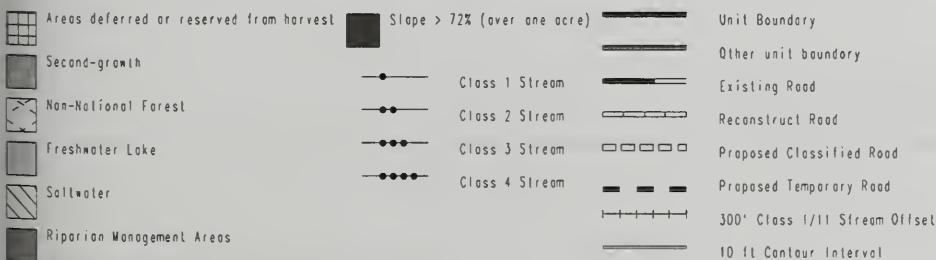 Areas deferred or reserved from harvest
Second-growth
Non-National Forest
Freshwater Lake
Saltwater
Riparian Management Areas
Slope > 72% (over one acre)
Class 1 Stream
Class 2 Stream
Class 3 Stream
Class 4 Stream
Unit Boundary
Other unit boundary
Existing Road
Reconstruct Road
Proposed Classified Road
Proposed Temporary Road
300' Class I/II Stream Offset
10 ft Contour Interval